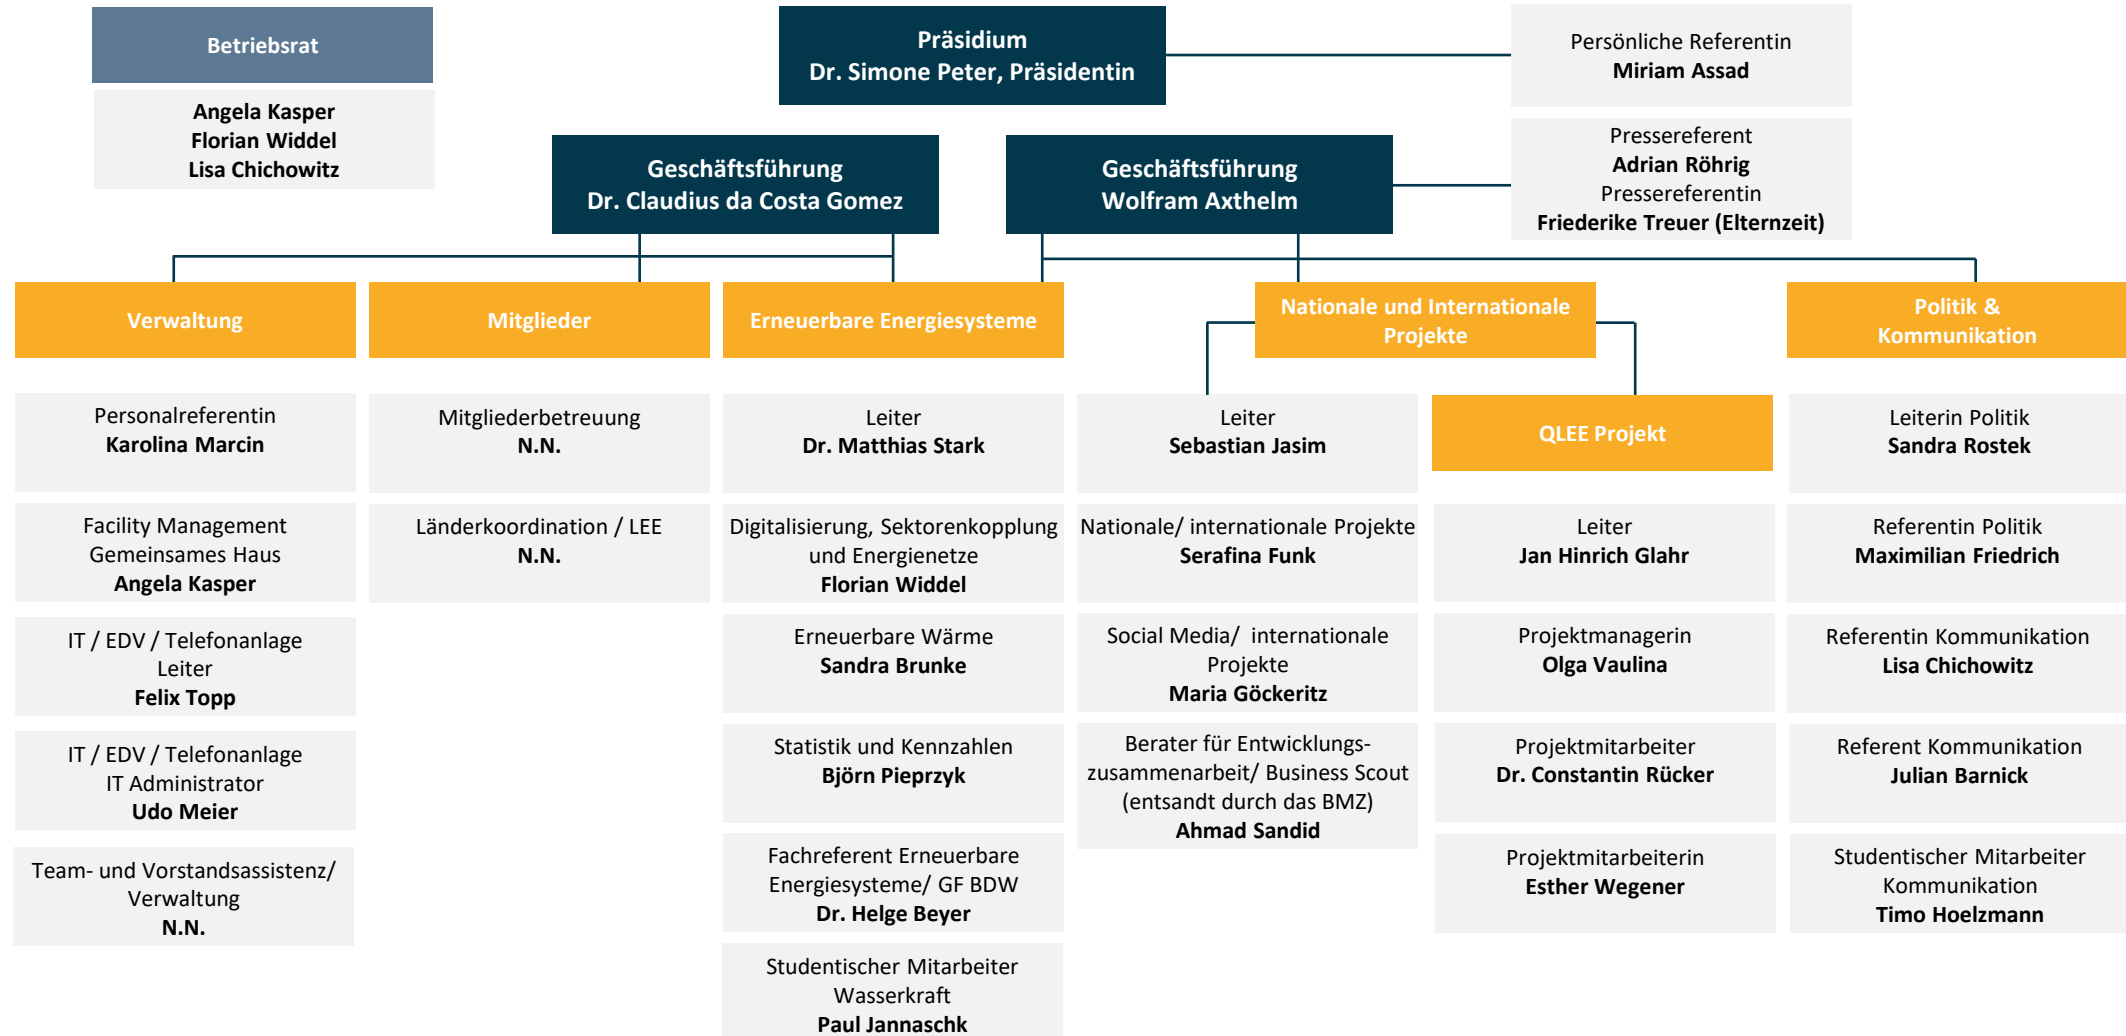 Betriebsrat
Angela Kasper
Florian Widdel
Lisa Chichowitz
Präsidium
Dr. Simone Peter, Präsidentin
Persönliche Referentin
Miriam Assad
Geschäftsführung
Dr. Claudius da Costa Gomez
Geschäftsführung
Wolfram Axthelm
Pressereferent
Adrian Röhrig
Pressereferentin
Friederike Treuer (Elternzeit)
Verwaltung
Personalreferentin
Karolina Marcin
Facility Management
Gemeinsames Haus
Angela Kasper
IT / EDV / Telefonanlage
Leiter
Felix Topp
IT / EDV / Telefonanlage
IT Administrator
Udo Meier
Team- und Vorstandsassistenz/
Verwaltung
N.N.
Mitglieder
Mitgliederbetreuung
N.N.
Länderkoordination / LEE
N.N.
Erneuerbare Energiesysteme
Leiter
Dr. Matthias Stark
Digitalisierung, Sektorenkopplung
und Energienetze
Florian Widdel
Erneuerbare Wärme
Sandra Brunke
Statistik und Kennzahlen
Björn Pieprzyk
Fachreferent Erneuerbare
Energiesysteme/ GF BDW
Dr. Helge Beyer
Studentischer Mitarbeiter
Wasserkraft
Paul Jannaschk
Nationale und Internationale
Projekte
Leiter
Sebastian Jasim
Nationale/ internationale Projekte
Serafina Funk
Social Media/ internationale
Projekte
Maria Göckeritz
Berater für Entwicklungs-
zusammenarbeit/ Business Scout
(entsandt durch das BMZ)
Ahmad Sandid
QLEE Projekt
Leiter
Jan Hinrich Glahr
Projektmanagerin
Olga Vaulina
Projektmitarbeiter
Dr. Constantin Rücker
Projektmitarbeiterin
Esther Wegener
Politik &
Kommunikation
Leiterin Politik
Sandra Rostek
Referentin Politik
Maximilian Friedrich
Referentin Kommunikation
Lisa Chichowitz
Referent Kommunikation
Julian Barnick
Studentischer Mitarbeiter
Kommunikation
Timo Hoelzmann